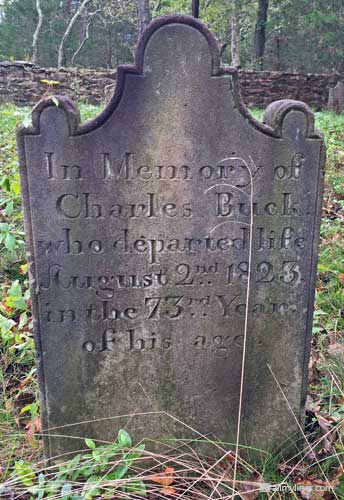 In Memory of
Charles Buck
who departed life
August 2nd. 1823.
in the 73rd Year.
of his age.